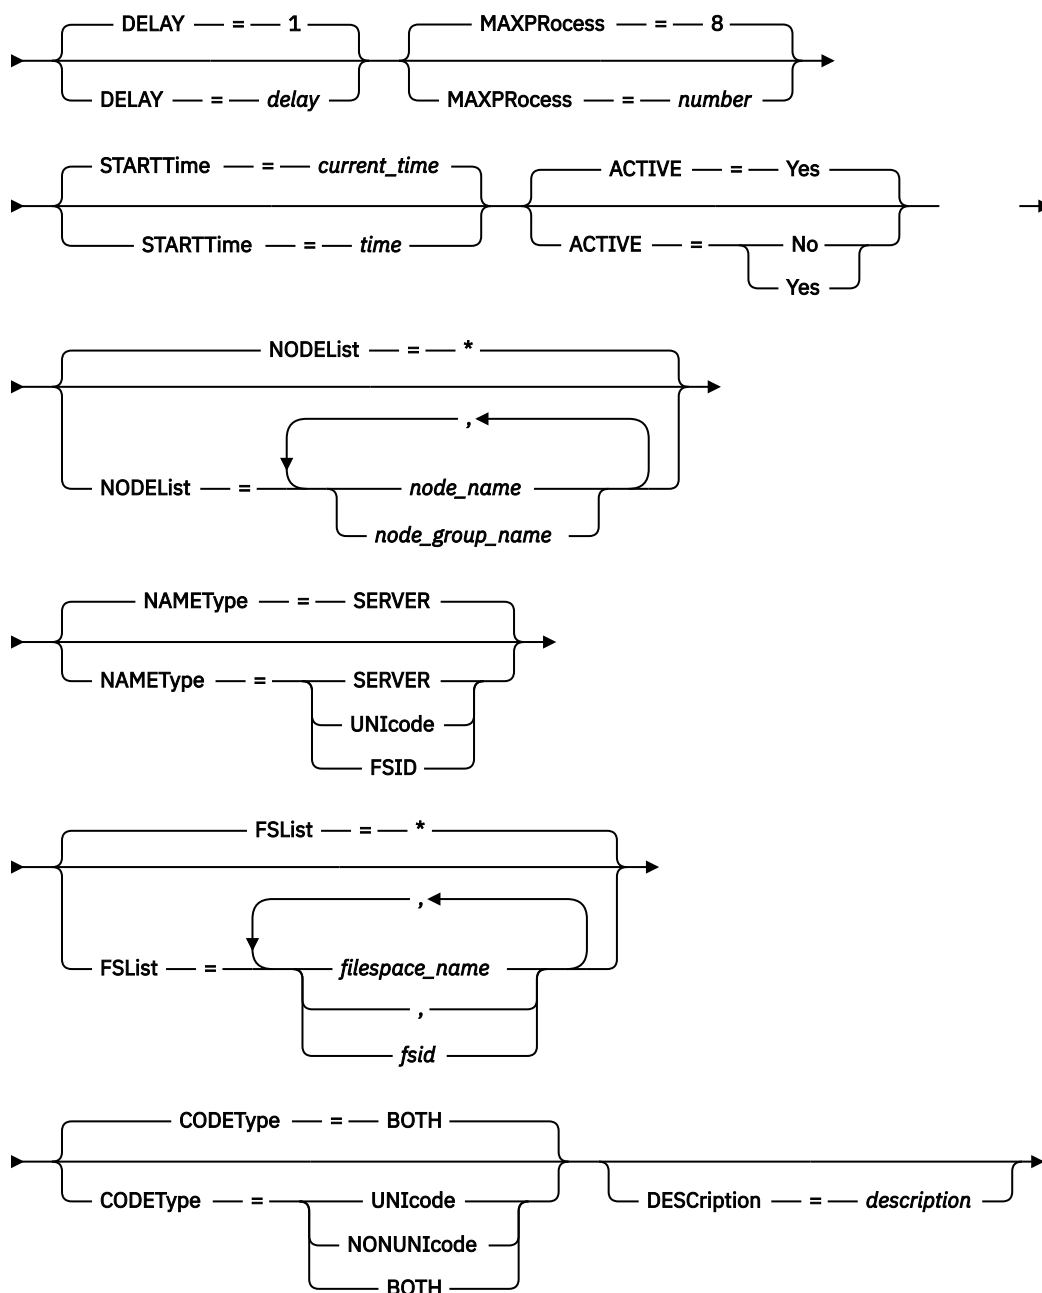 DELAY = 1 MAXPRocess = 8
DELAY = delay MAXPRocess = number
STARTTime = current_time ACTIVE = Yes
STARTTime = time ACTIVE = No
Yes
NODEList = *
,
NODEList = node_name
node_group_name
NAMEType = SERVER
NAMEType = SERVER
UNIcode
FSID
FSList = *
,
FSList = filespace_name
,
fsid
CODEType = BOTH
CODEType = UNIcode DESCription = description
NONUNIcode
BOTH